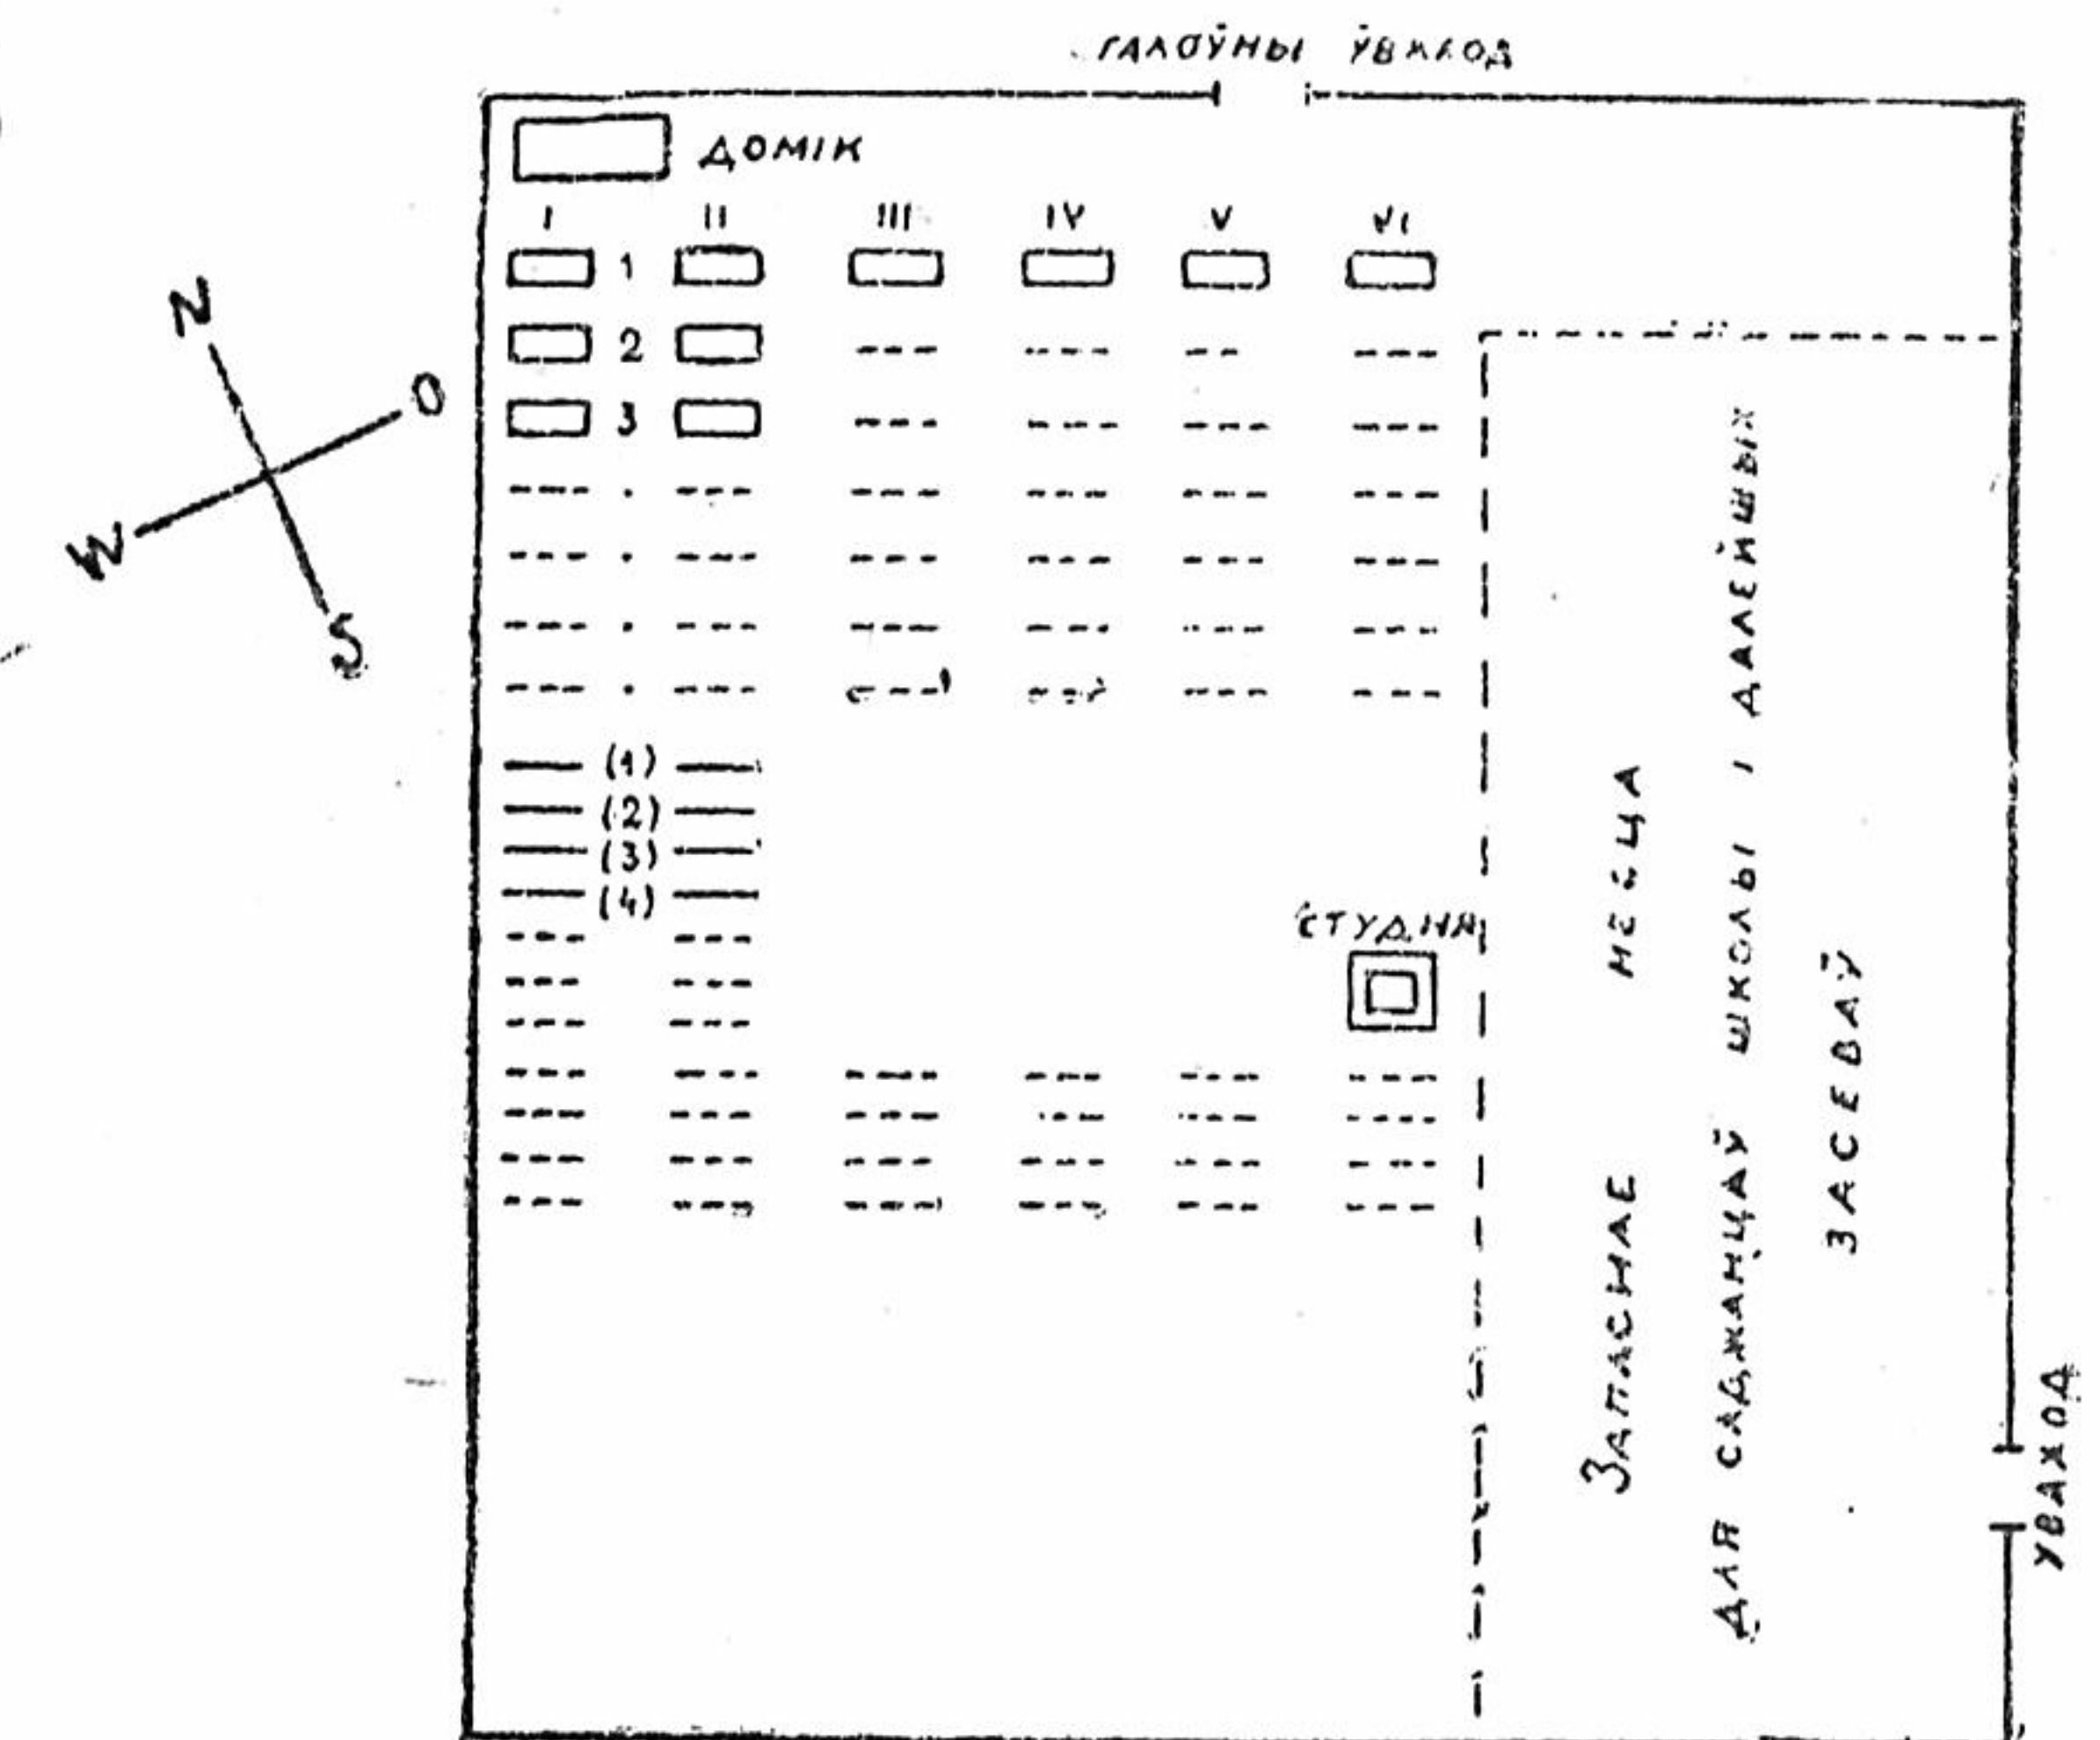 ГАЛОЎНЫ ЎВАХОД
ДОМІК
I II III IV V VI
1
2
3
N
O
W
S
(1)
(2)
(3)
(4)
СТУДНЯ
ЗАПАСНАЕ МЕСЦА
ДЛЯ САДЖАНЦАЎ ШКОЛЫ І ДАЛЕЙШЫХ
ЗАСЕВАЎ
УВАХОД